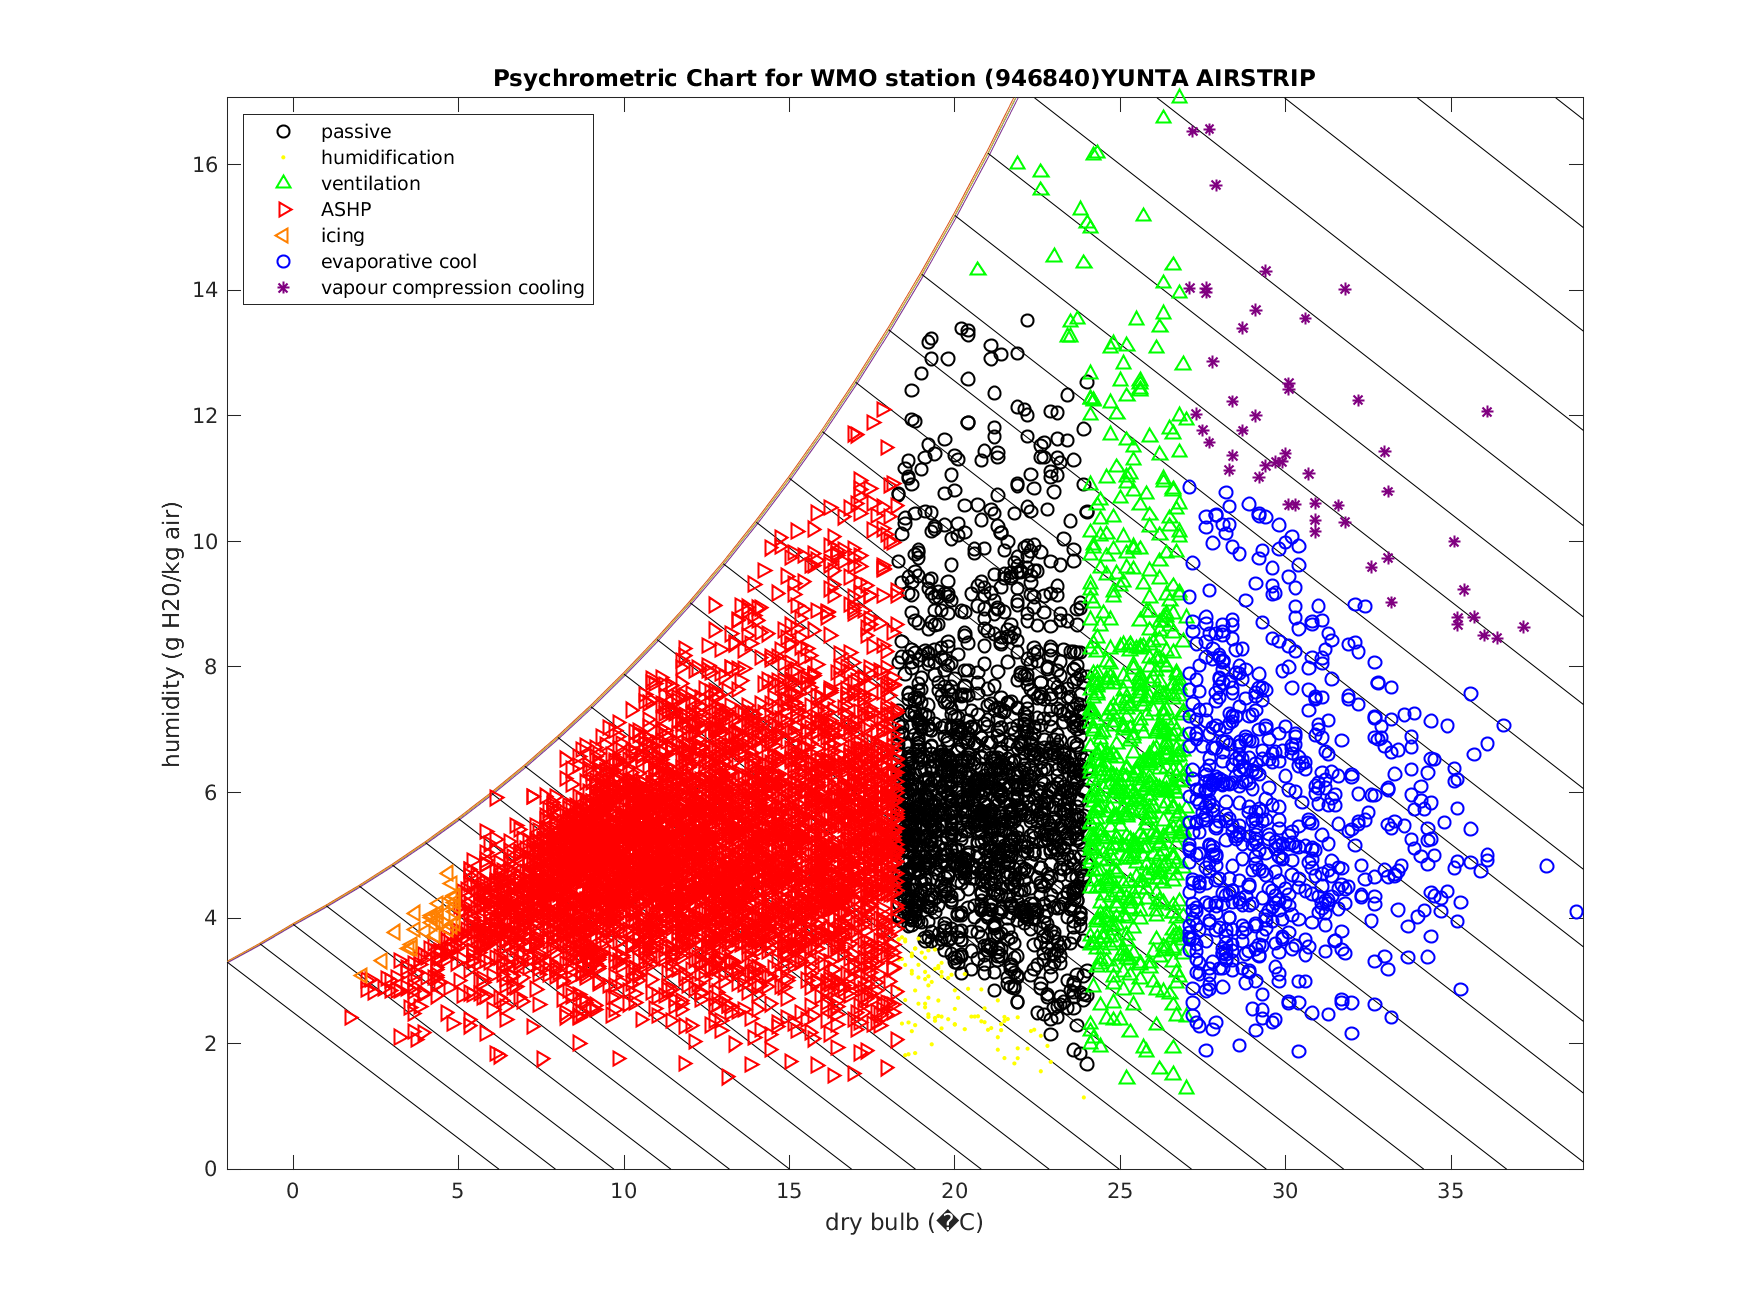 Psychrometric Chart for WMO station (946840)YUNTA AIRSTRIP
passive
humidification
ventilation
ASHP
icing
evaporative cool
vapour compression cooling
humidity (g H20/kg air)
16
14
12
10
8
6
4
2
0
0 5 10 15 20 25 30 35
dry bulb (�C)